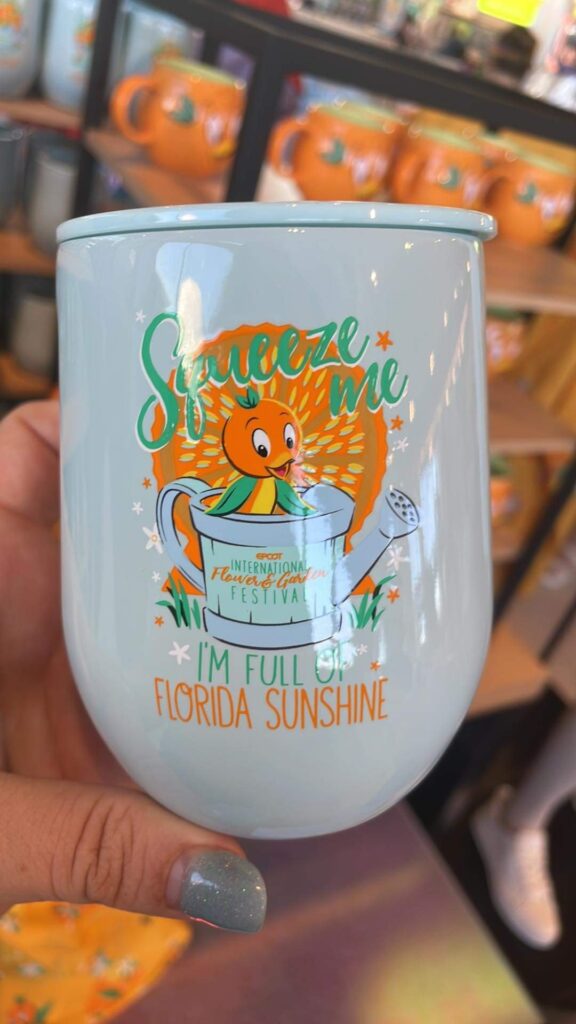 Squeeze
me
EPCOT
INTERNATIONAL
Flower & Garden
FESTIVAL
I'M FULL OF
FLORIDA SUNSHINE